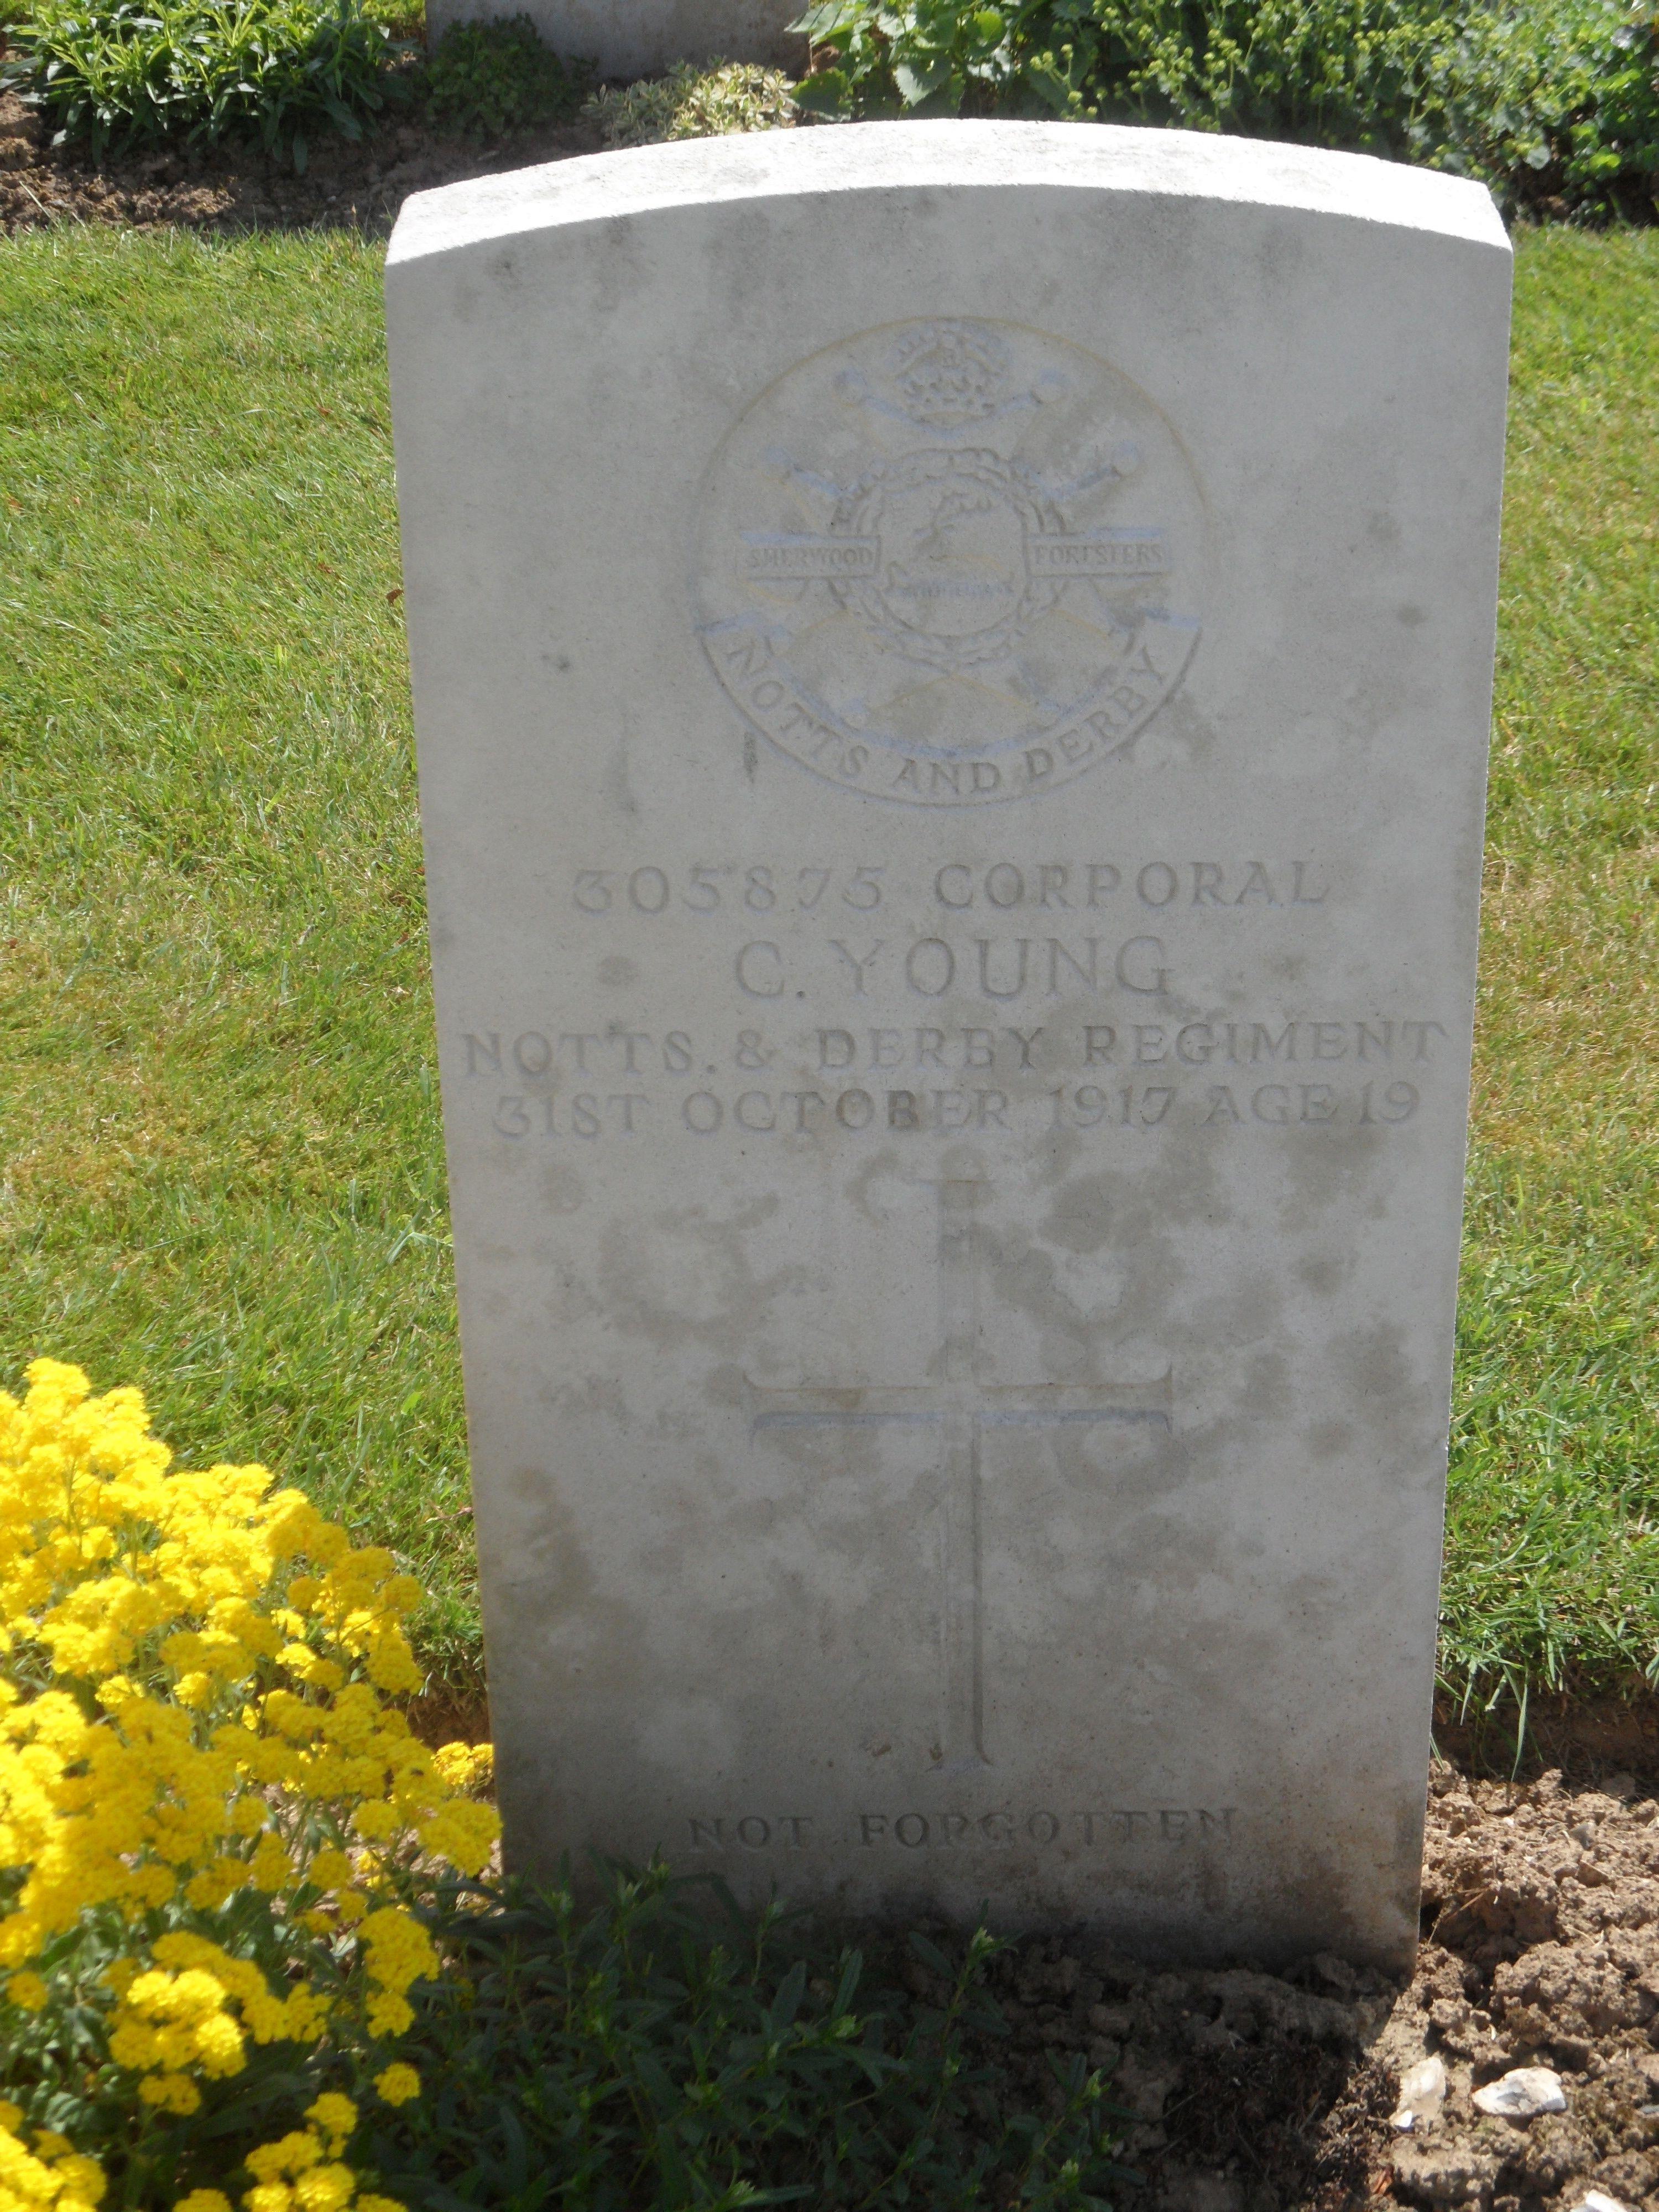 SHERWOOD FORESTERS
NOTTS AND DERBY
305875 CORPORAL
C. YOUNG
NOTTS. & DERBY REGIMENT
31ST OCTOBER 1917 AGE 19
NOT FORGOTTEN